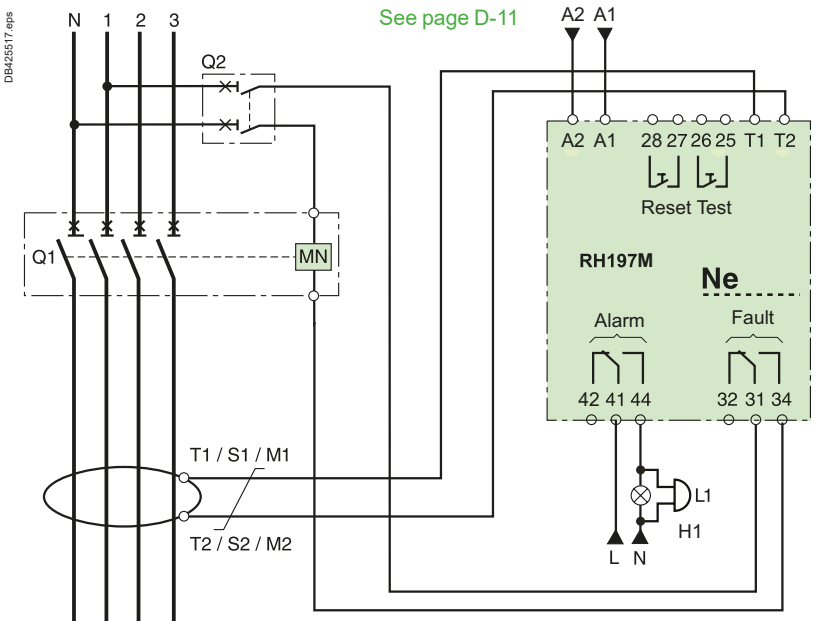 DB425517.eps
N 1 2 3
See page D-11
A2 A1
Q2
A2 A1 28 27 26 25 T1 T2
Reset Test
Q1
MN
RH197M
Ne
Alarm
Fault
42 41 44
32 31 34
T1 / S1 / M1
T2 / S2 / M2
L1
H1
L N